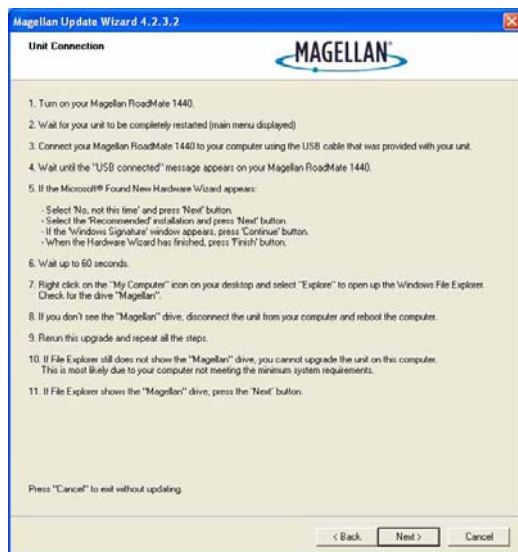 Magellan Update Wizard 4.2.3.2
Unit Connection
MAGELLAN
1. Turn on your Magellan RoadMate 1440.
2. Wait for your unit to be completely restarted (main menu displayed)
3. Connect your Magellan RoadMate 1440 to your computer using the USB cable that was provided with your unit.
4. Wait until the "USB connected" message appears on your Magellan RoadMate 1440.
5. If the Microsoft® Found New Hardware Wizard appears:
- Select 'No, not this time' and press 'Next' button.
- Select the 'Recommended' installation and press 'Next' button.
- If the 'Windows Signature' window appears, press 'Continue' button.
- When the Hardware Wizard has finished, press 'Finish' button.
6. Wait up to 60 seconds.
7. Right click on the "My Computer" icon on your desktop and select "Explore" to open up the Windows File Explorer.
Check for the drive "Magellan".
8. If you don't see the "Magellan" drive, disconnect the unit from your computer and reboot the computer.
9. Rerun this upgrade and repeat all the steps.
10. If File Explorer still does not show the "Magellan" drive, you cannot upgrade the unit on this computer.
This is most likely due to your computer not meeting the minimum system requirements.
11. If File Explorer shows the "Magellan" drive, press the 'Next' button.
Press "Cancel" to exit without updating.
< Back Next > Cancel